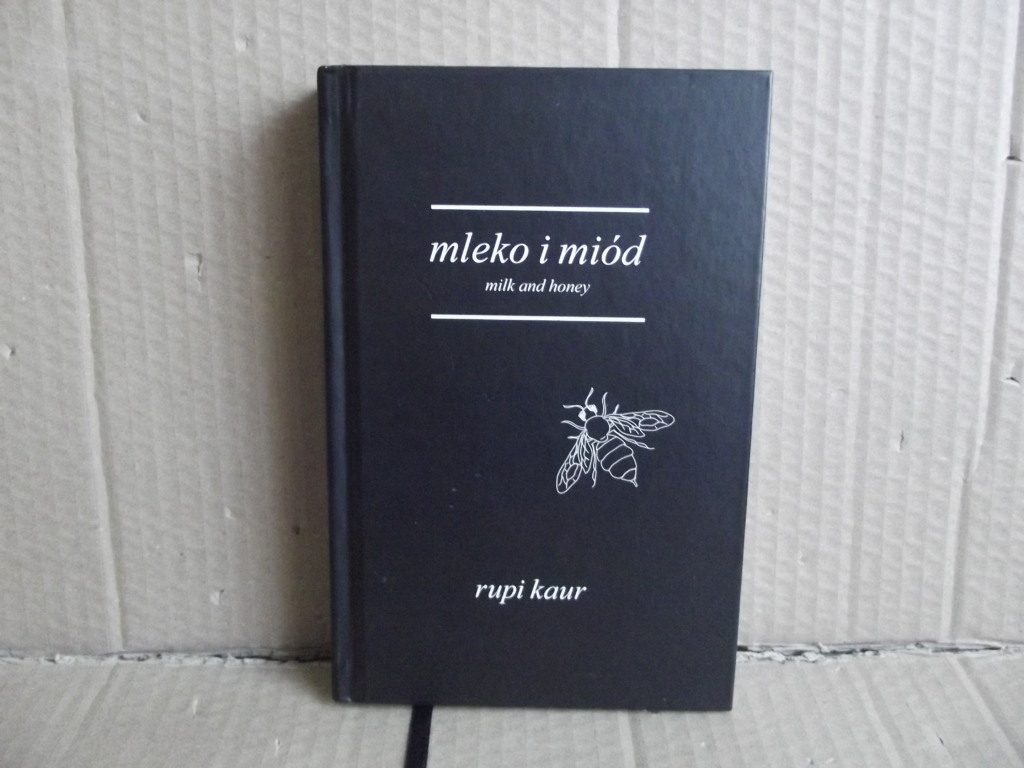 mleko i miód
milk and honey
rupi kaur